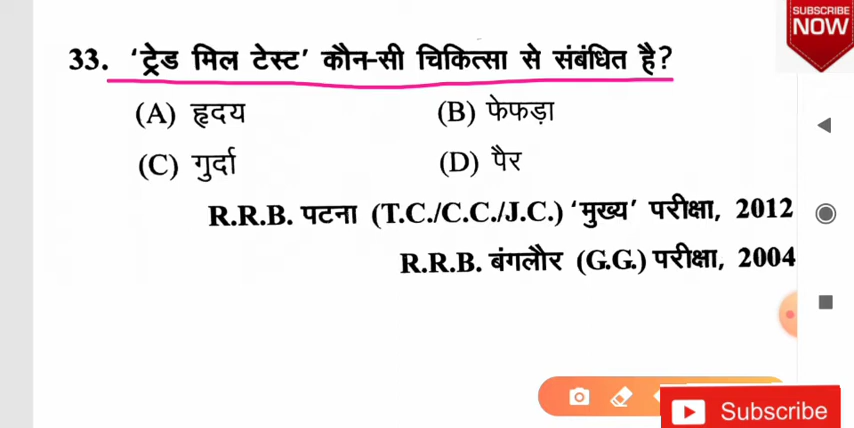 SUBSCRIBE
NOW
33. ‘ट्रेड मिल टेस्ट’ कौन-सी चिकित्सा से संबंधित है?
(A) हृदय (B) फेफड़ा
(C) गुर्दा (D) पैर
R.R.B. पटना (T.C./C.C./J.C.) ‘मुख्य’ परीक्षा, 2012
R.R.B. बंगलौर (G.G.) परीक्षा, 2004
Subscribe